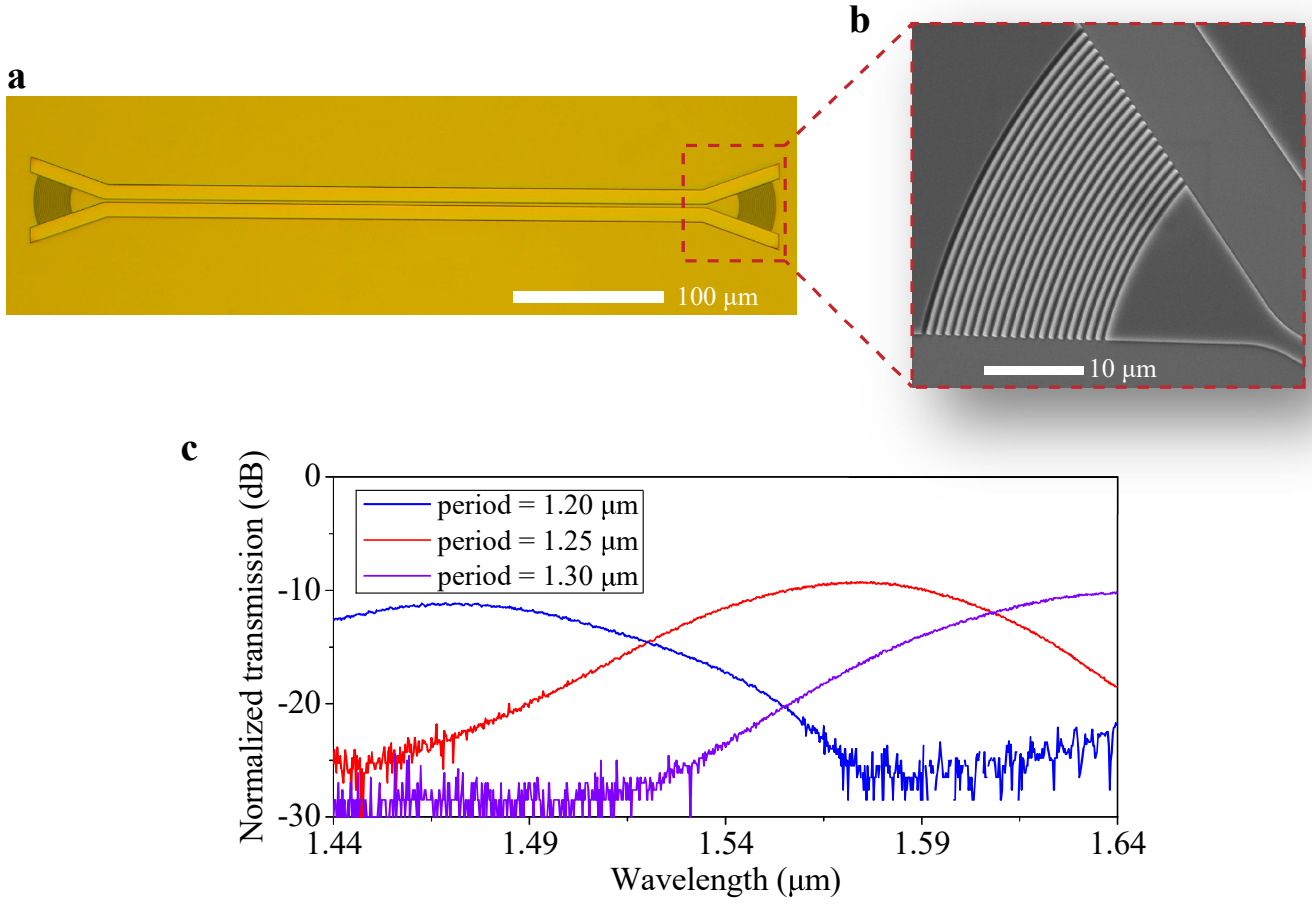 a
100 μm
b
10 μm
c
Normalized transmission (dB)
0
-10
-20
-30
period = 1.20 μm
period = 1.25 μm
period = 1.30 μm
1.44
1.49
1.54
1.59
1.64
Wavelength (μm)